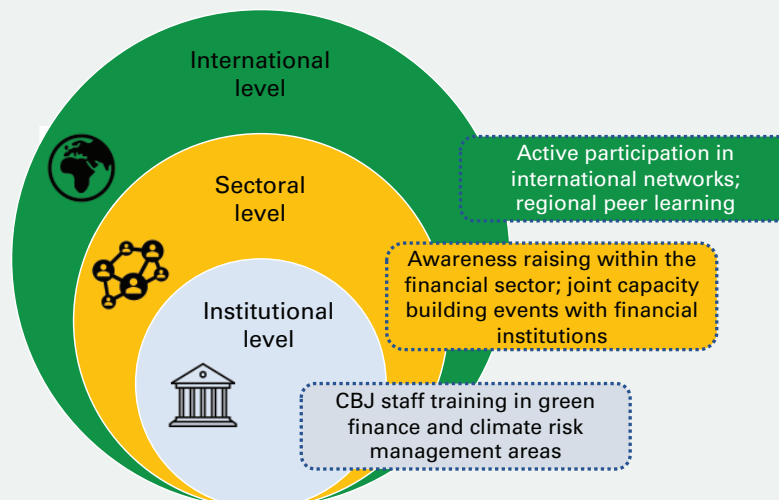 International
level
Active participation in
international networks;
regional peer learning
Sectoral
level
Awareness raising within the
financial sector; joint capacity
building events with financial
institutions
Institutional
level
CBJ staff training in green
finance and climate risk
management areas